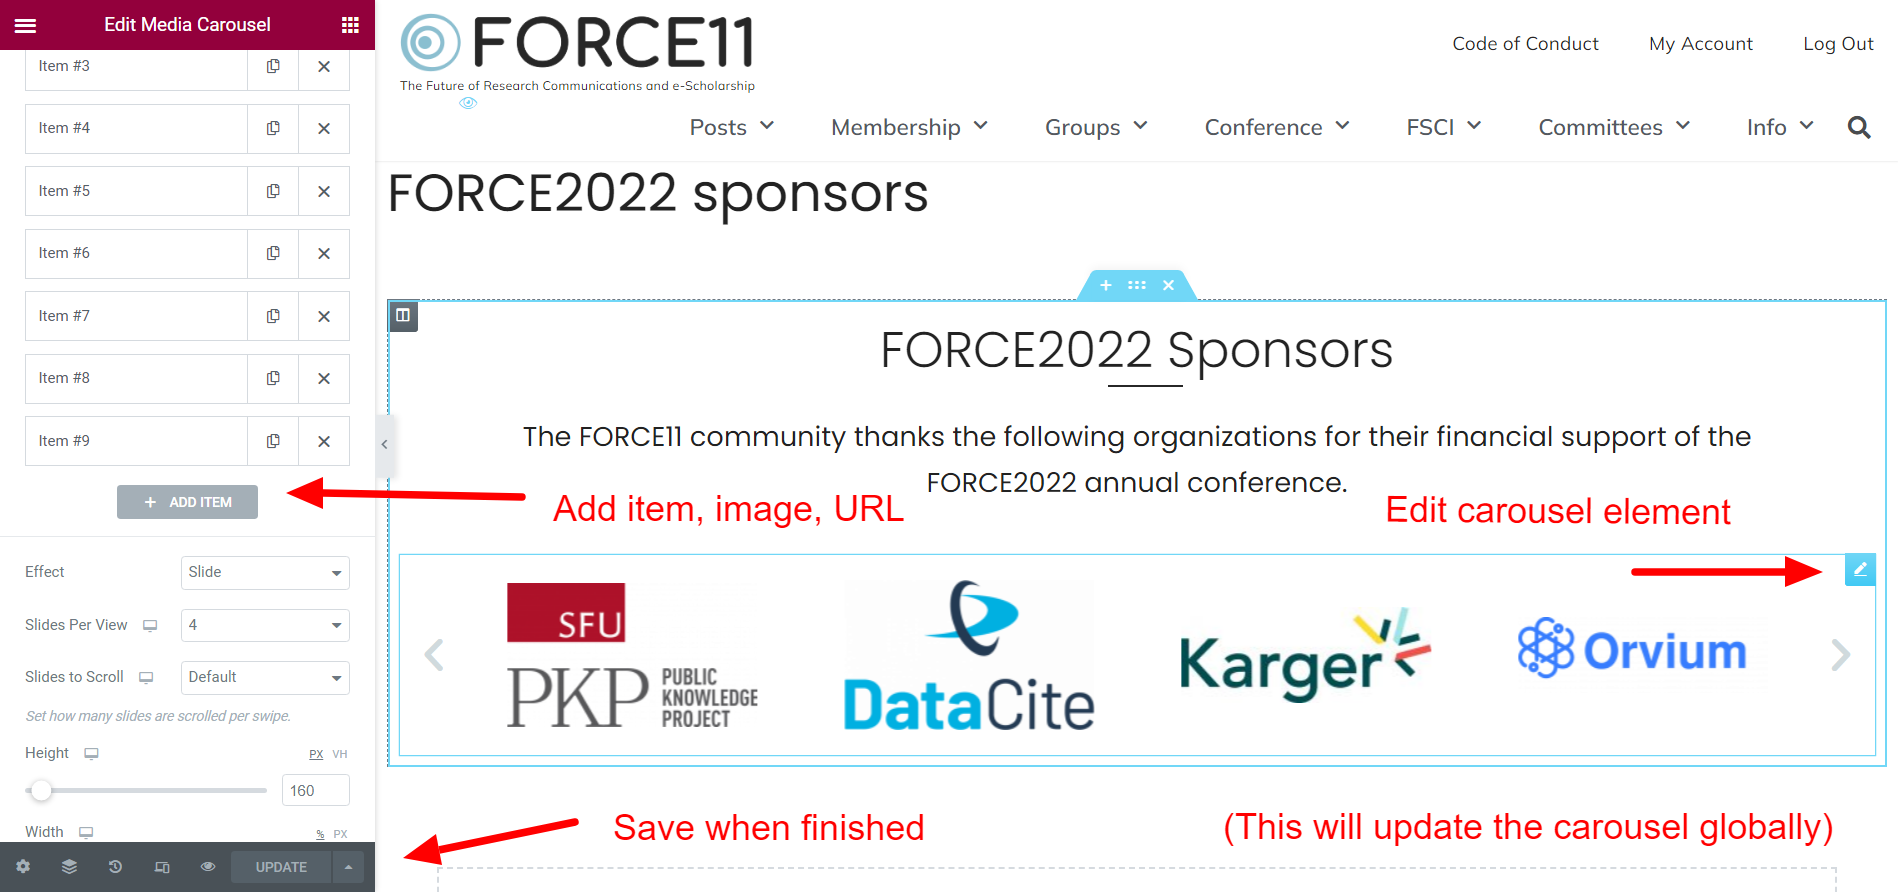 Edit Media Carousel
Item #3
Item #4
Item #5
Item #6
Item #7
Item #8
Item #9
+ ADD ITEM
Effect
Slide
Slides Per View
4
Slides to Scroll
Default
Set how many slides are scrolled per swipe.
Height
PX VH
160
Width
% PX
UPDATE
FORCE11
The Future of Research Communications and e-Scholarship
Code of Conduct
My Account
Log Out
Posts
Membership
Groups
Conference
FSCI
Committees
Info
FORCE2022 sponsors
FORCE2022 Sponsors
The FORCE11 community thanks the following organizations for their financial support of the
FORCE2022 annual conference.
Add item, image, URL
Edit carousel element
SFU
PKP
PUBLIC
KNOWLEDGE
PROJECT
DataCite
Karger
Orvium
Save when finished
(This will update the carousel globally)